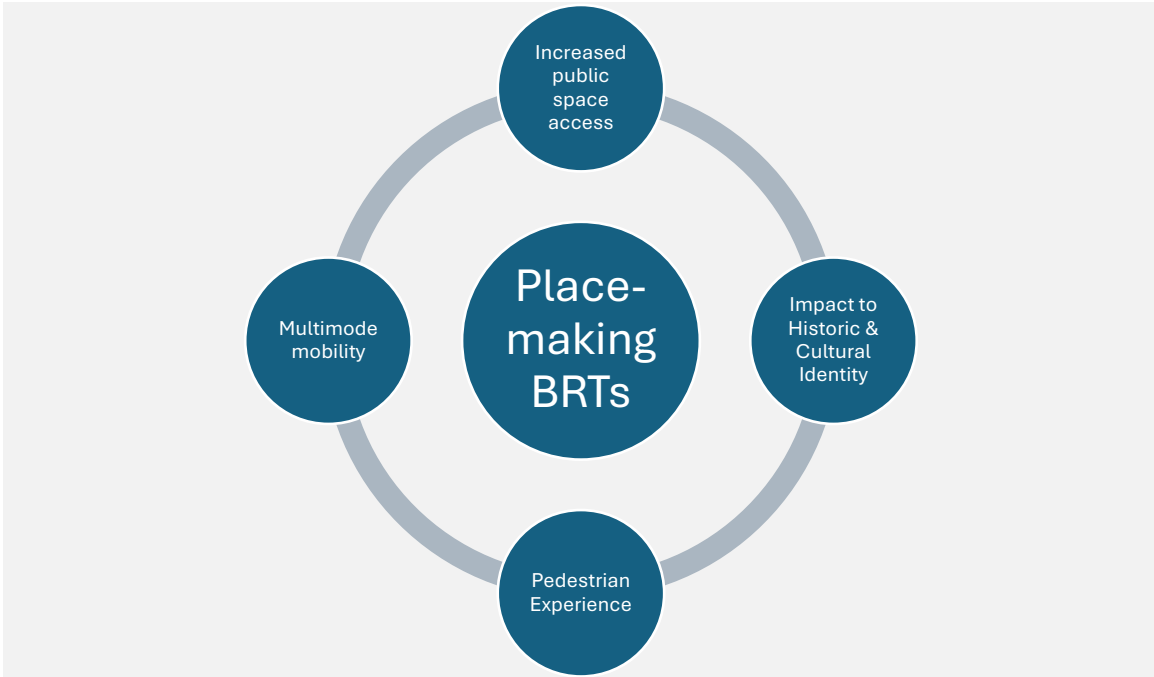 Increased
public
space
access
Place-
making
BRTs
Multimode
mobility
Impact to
Historic &
Cultural
Identity
Pedestrian
Experience